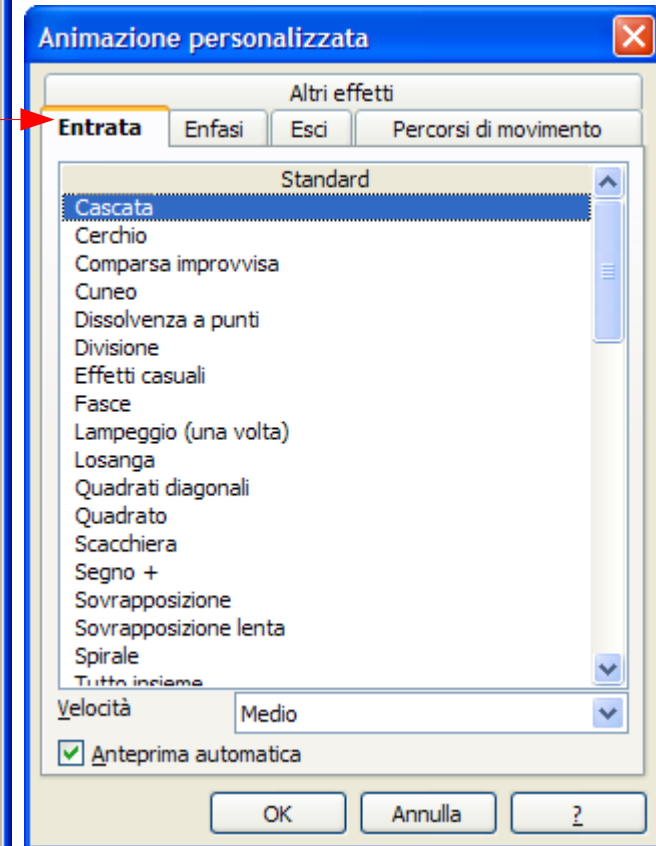 Animazione personalizzata
Altri effetti
Entrata Enfasi Esci Percorsi di movimento
Standard
Cascata
Cerchio
Comparsa improvvisa
Cuneo
Dissolvenza a punti
Divisione
Effetti casuali
Fasce
Lampeggio (una volta)
Losanga
Quadrati diagonali
Quadrato
Scacchiera
Segno +
Sovrapposizione
Sovrapposizione lenta
Spirale
Tutto insieme
Velocità Medio
Anteprima automatica
OK Annulla ?